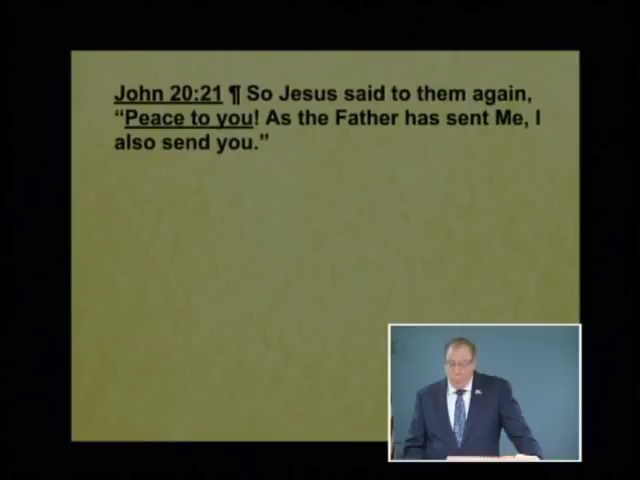 John 20:21 ¶ So Jesus said to them again,
“Peace to you! As the Father has sent Me, I
also send you.”